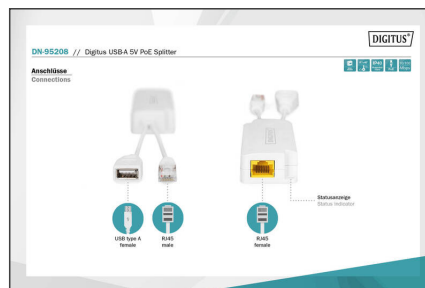 DIGITUS®
DN-95208 // Digitus USB-A 5V PoE Splitter
Anschlüsse
Connections
Statusanzeige
Status indicator
USB type A
female
RJ45
male
RJ45
female